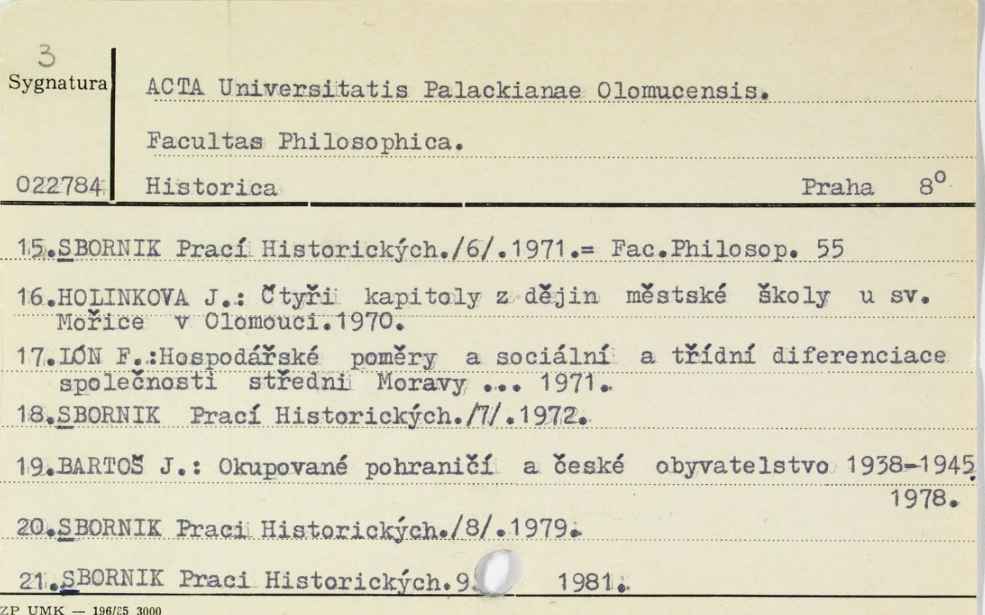 3
Sygnatura
ACTA Universitatis Palackianae Olomucensis.
Facultas Philosophica.
022784 Historica Praha 8°
15.SBORNIK Prací Historických./6/.1971.= Fac.Philosop. 55
16.HOLINKOVA J.: Čtyři kapitoly z dějin městské školy u sv.
Mořice v Olomouci.1970.
17. F.:Hospodářské poměry a sociální a třídní diferenciace
společnosti středni Moravy ... 1971.
18.SBORNIK Prací Historických./7/.1972.
19.BARTOŠ J.: Okupované pohraničí a české obyvatelstvo 1938-1945
1978.
20.SBORNIK Praci Historických./8/.1979.
21.SBORNIK Praci Historických.9. 1981.
ZP UMK — 196/85 3000